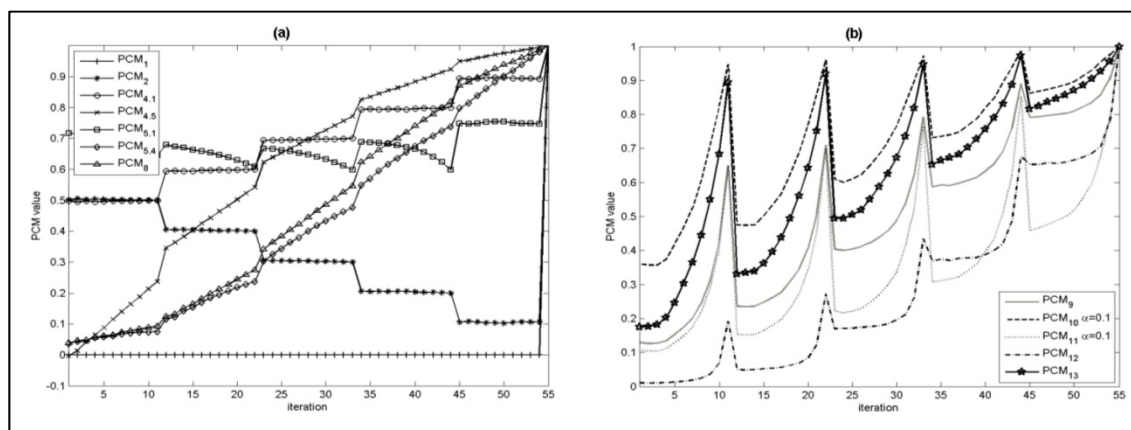 (a)
PCM value
0.9
0.8
0.7
0.6
0.5
0.4
0.3
0.2
0.1
0
-0.1
PCM1
PCM2
PCM4.1
PCM4.5
PCM5.1
PCM5.4
PCM8
5 10 15 20 25 30 35 40 45 50 55
iteration
(b)
PCM value
1
0.9
0.8
0.7
0.6
0.5
0.4
0.3
0.2
0.1
0
PCM9
PCM10 α=0.1
PCM11 α=0.1
PCM12
PCM13
5 10 15 20 25 30 35 40 45 50 55
iteration